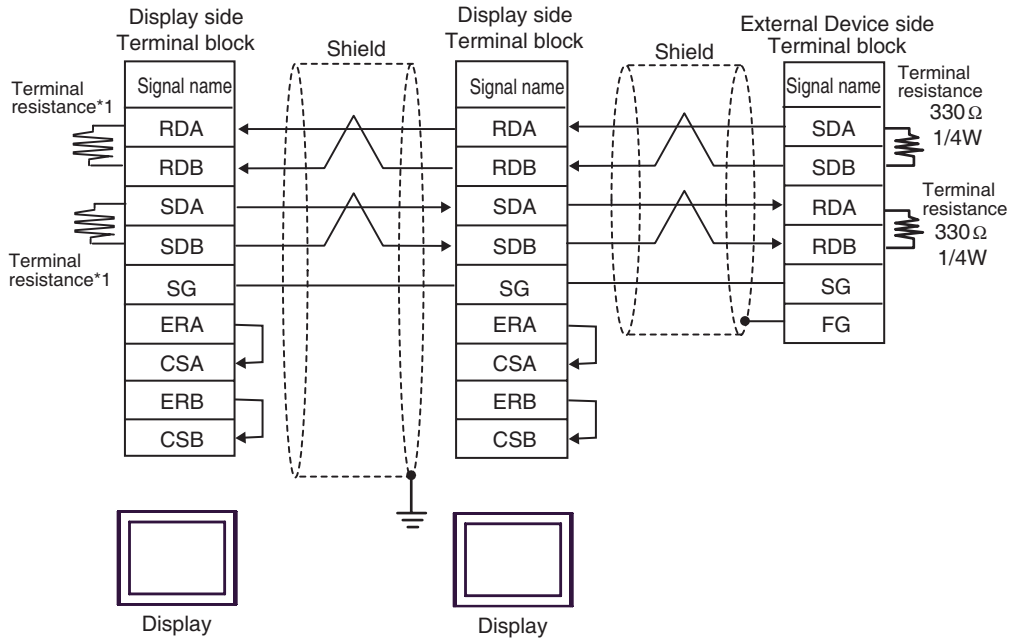 Display side
Terminal block
Display side
Terminal block
External Device side
Terminal block
Shield
Shield
Terminal
resistance*1
Terminal
resistance*1
Signal name
RDA
RDB
SDA
SDB
SG
ERA
CSA
ERB
CSB
Signal name
RDA
RDB
SDA
SDB
SG
ERA
CSA
ERB
CSB
Signal name
SDA
SDB
RDA
RDB
SG
FG
Terminal
resistance
330Ω
1/4W
Terminal
resistance
330Ω
1/4W
Display
Display